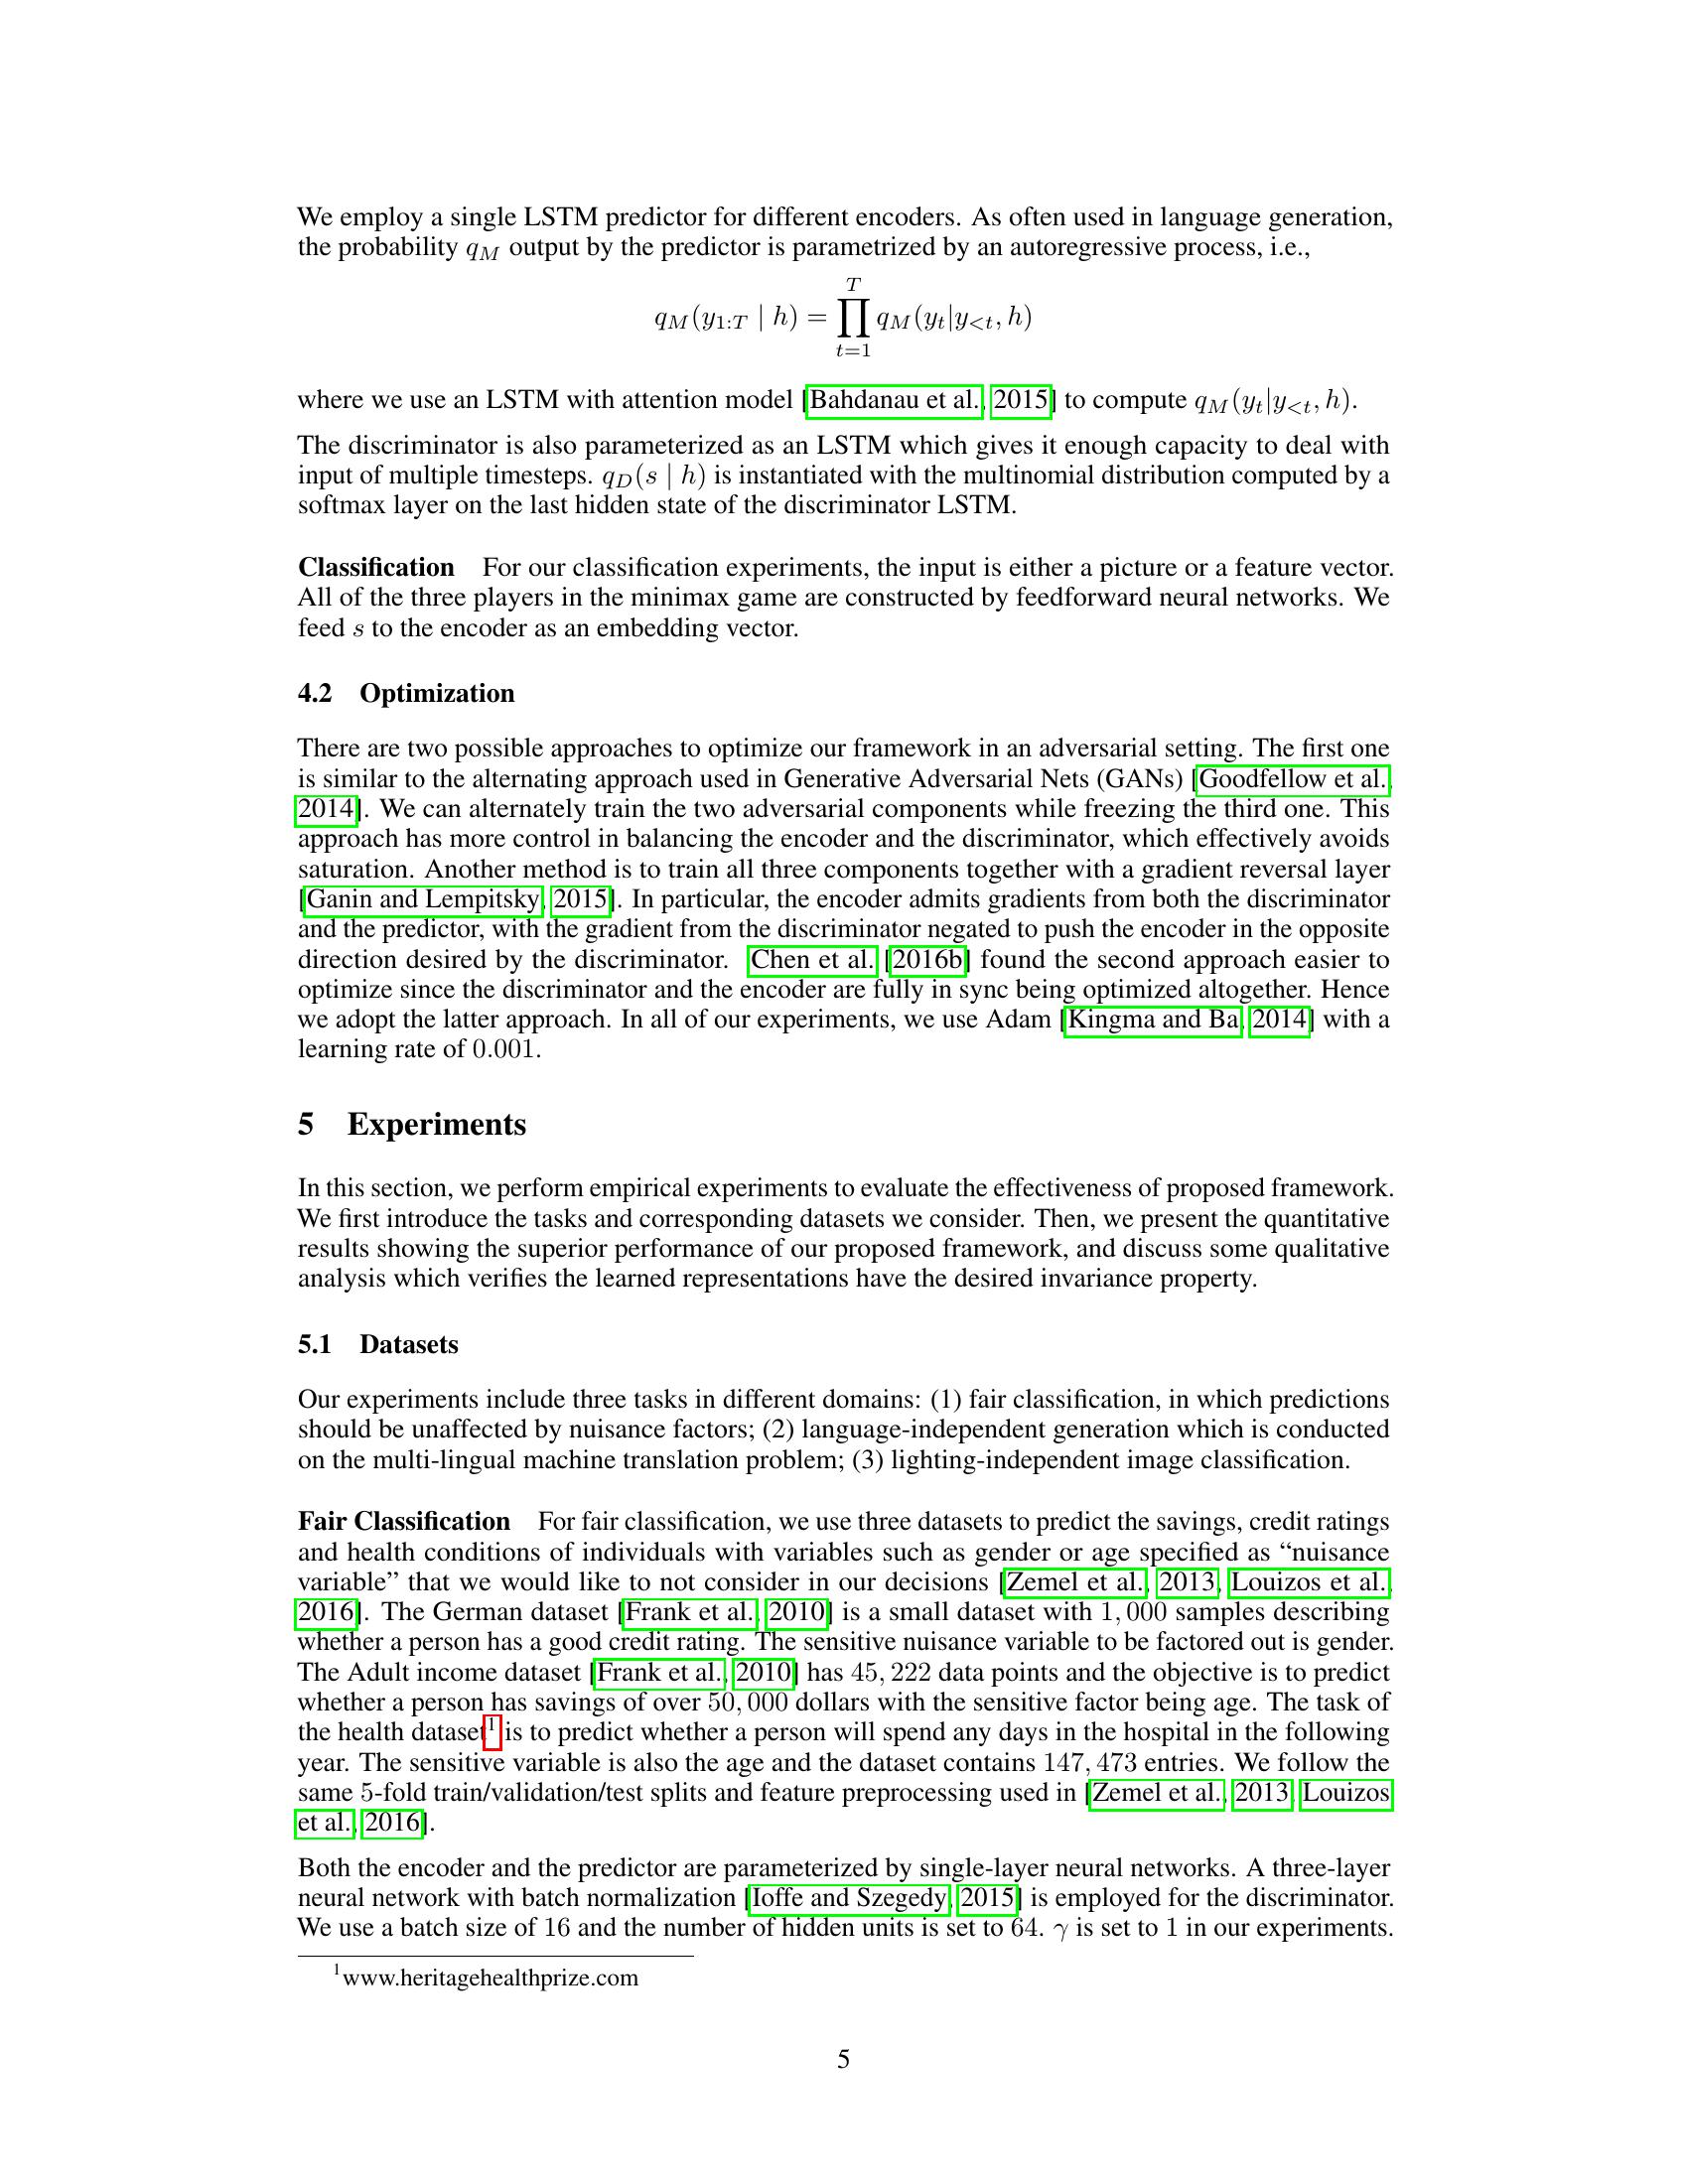 We employ a single LSTM predictor for different encoders. As often used in language generation,
the probability q_M output by the predictor is parametrized by an autoregressive process, i.e.,
q_M(y_{1:T} | h) = ∏_{t=1}^{T} q_M(y_t|y_{<t}, h)
where we use an LSTM with attention model [Bahdanau et al., 2015] to compute q_M(y_t|y_{<t}, h).
The discriminator is also parameterized as an LSTM which gives it enough capacity to deal with
input of multiple timesteps. q_D(s | h) is instantiated with the multinomial distribution computed by a
softmax layer on the last hidden state of the discriminator LSTM.
Classification For our classification experiments, the input is either a picture or a feature vector.
All of the three players in the minimax game are constructed by feedforward neural networks. We
feed s to the encoder as an embedding vector.
4.2 Optimization
There are two possible approaches to optimize our framework in an adversarial setting. The first one
is similar to the alternating approach used in Generative Adversarial Nets (GANs) [Goodfellow et al.,
2014]. We can alternately train the two adversarial components while freezing the third one. This
approach has more control in balancing the encoder and the discriminator, which effectively avoids
saturation. Another method is to train all three components together with a gradient reversal layer
[Ganin and Lempitsky, 2015]. In particular, the encoder admits gradients from both the discriminator
and the predictor, with the gradient from the discriminator negated to push the encoder in the opposite
direction desired by the discriminator. Chen et al. [2016b] found the second approach easier to
optimize since the discriminator and the encoder are fully in sync being optimized altogether. Hence
we adopt the latter approach. In all of our experiments, we use Adam [Kingma and Ba, 2014] with a
learning rate of 0.001.
5 Experiments
In this section, we perform empirical experiments to evaluate the effectiveness of proposed framework.
We first introduce the tasks and corresponding datasets we consider. Then, we present the quantitative
results showing the superior performance of our proposed framework, and discuss some qualitative
analysis which verifies the learned representations have the desired invariance property.
5.1 Datasets
Our experiments include three tasks in different domains: (1) fair classification, in which predictions
should be unaffected by nuisance factors; (2) language-independent generation which is conducted
on the multi-lingual machine translation problem; (3) lighting-independent image classification.
Fair Classification For fair classification, we use three datasets to predict the savings, credit ratings
and health conditions of individuals with variables such as gender or age specified as “nuisance
variable” that we would like to not consider in our decisions [Zemel et al., 2013, Louizos et al.,
2016]. The German dataset [Frank et al., 2010] is a small dataset with 1, 000 samples describing
whether a person has a good credit rating. The sensitive nuisance variable to be factored out is gender.
The Adult income dataset [Frank et al., 2010] has 45, 222 data points and the objective is to predict
whether a person has savings of over 50, 000 dollars with the sensitive factor being age. The task of
the health dataset1 is to predict whether a person will spend any days in the hospital in the following
year. The sensitive variable is also the age and the dataset contains 147, 473 entries. We follow the
same 5-fold train/validation/test splits and feature preprocessing used in [Zemel et al., 2013, Louizos
et al., 2016].
Both the encoder and the predictor are parameterized by single-layer neural networks. A three-layer
neural network with batch normalization [Ioffe and Szegedy, 2015] is employed for the discriminator.
We use a batch size of 16 and the number of hidden units is set to 64. γ is set to 1 in our experiments.
1www.heritagehealthprize.com
5